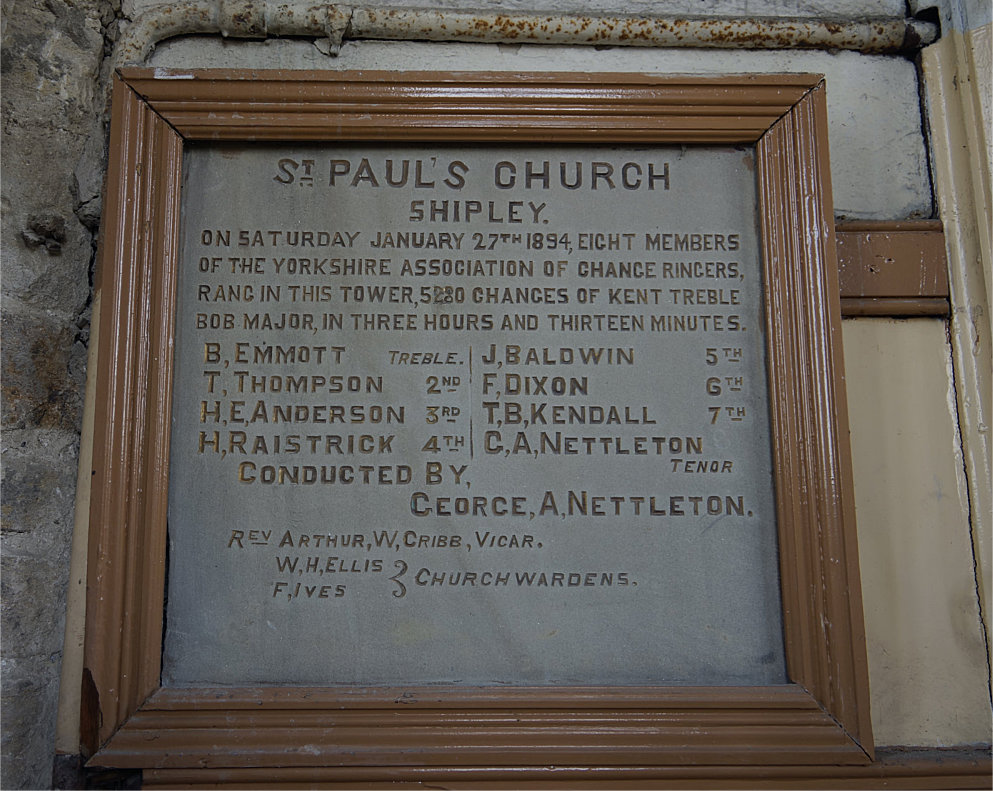 ST PAUL'S CHURCH
SHIPLEY.
ON SATURDAY JANUARY 27TH 1894, EIGHT MEMBERS
OF THE YORKSHIRE ASSOCIATION OF CHANGE RINGERS,
RANG IN THIS TOWER, 5280 CHANGES OF KENT TREBLE
BOB MAJOR, IN THREE HOURS AND THIRTEEN MINUTES.
B, EMMOTT TREBLE. J, BALDWIN 5TH
T, THOMPSON 2ND F, DIXON 6TH
H, E, ANDERSON 3RD T, B, KENDALL 7TH
H, RAISTRICK 4TH G, A, NETTLETON
TENOR
CONDUCTED BY,
GEORGE, A, NETTLETON.
REV ARTHUR, W, CRIBB, VICAR.
W, H, ELLIS
F, IVES } CHURCHWARDENS.